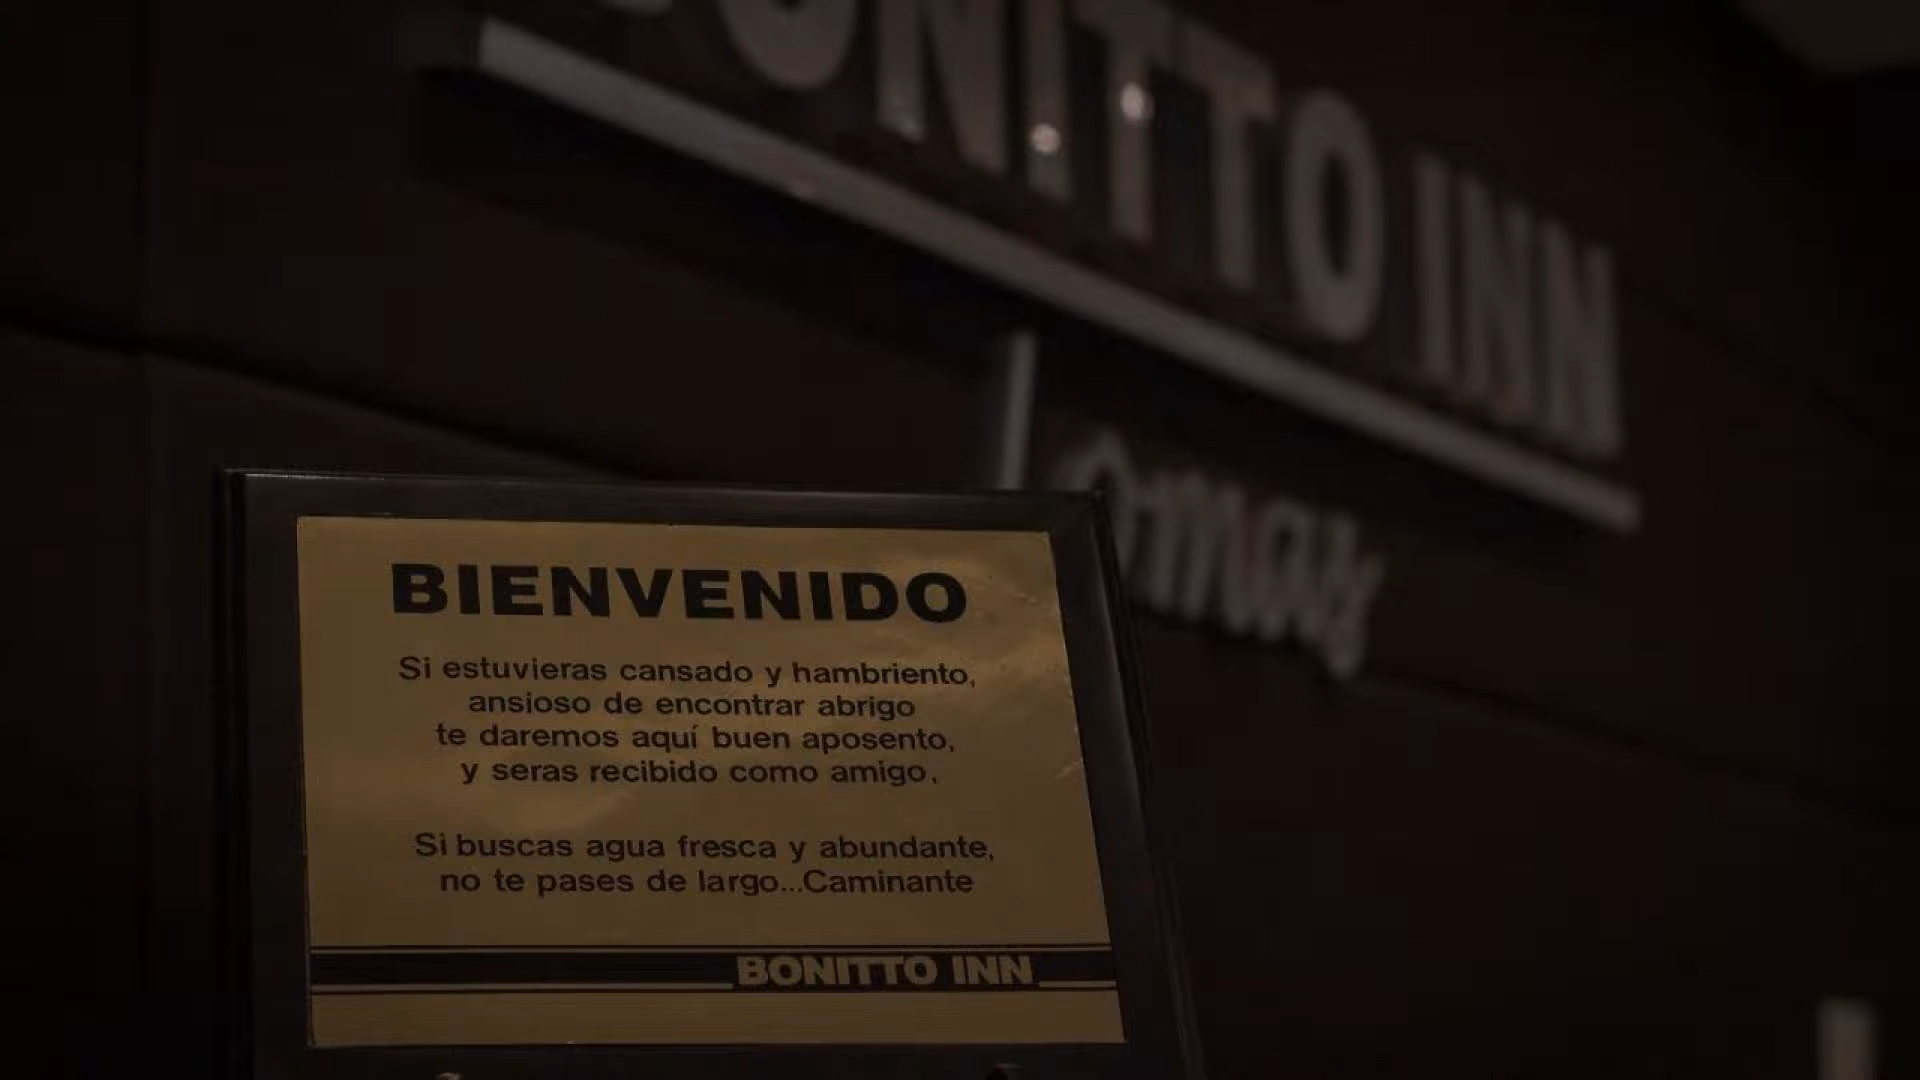 ONITTO INN
BIENVENIDO
Si estuvieras cansado y hambriento,
ansioso de encontrar abrigo
te daremos aquí buen aposento,
y seras recibido como amigo.
Si buscas agua fresca y abundante,
no te pases de largo...Caminante
BONITTO INN